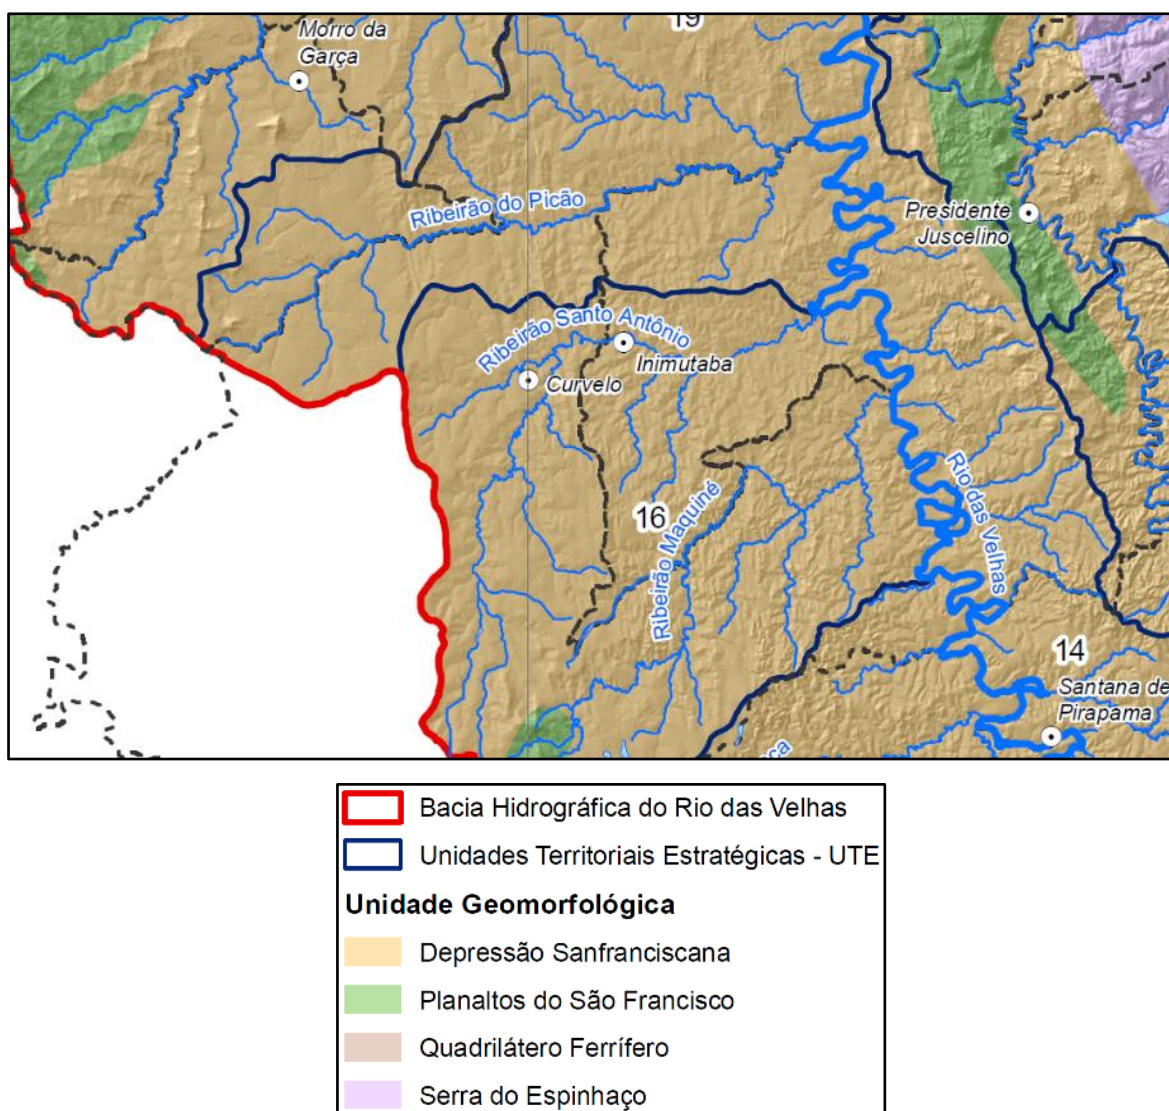 19
Morro da
Garça
Ribeirão do Picão
Presidente
Juscelino
Ribeirão Santo Antônio
Inimutaba
Curvelo
Rio das Velhas
16
Ribeirão Maquiné
14
Santana de
Pirapama
Bacia Hidrográfica do Rio das Velhas
Unidades Territoriais Estratégicas - UTE
Unidade Geomorfológica
Depressão Sanfranciscana
Planaltos do São Francisco
Quadrilátero Ferrífero
Serra do Espinhaço